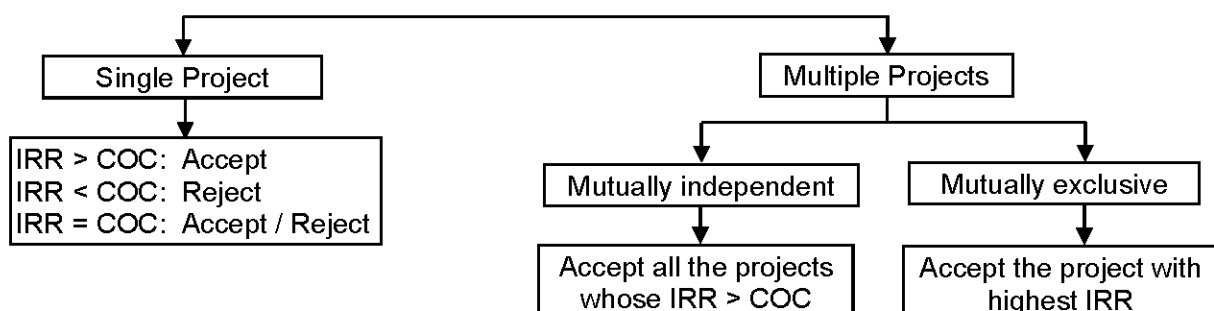 Single Project
Multiple Projects
IRR > COC:  Accept
IRR < COC:  Reject
IRR = COC:  Accept / Reject
Mutually independent
Mutually exclusive
Accept all the projects
whose IRR > COC
Accept the project with
highest IRR